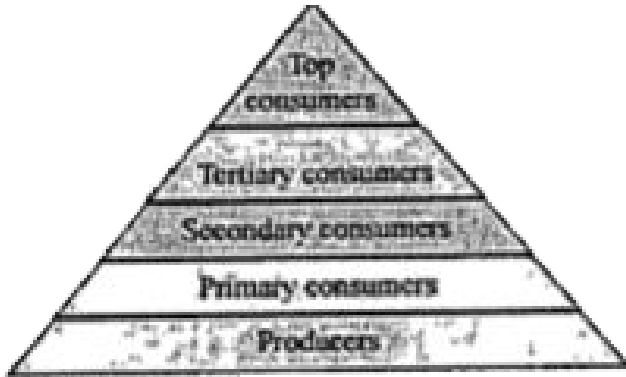 Top
consumers
Tertiary consumers
Secondary consumers
Primary consumers
Producers